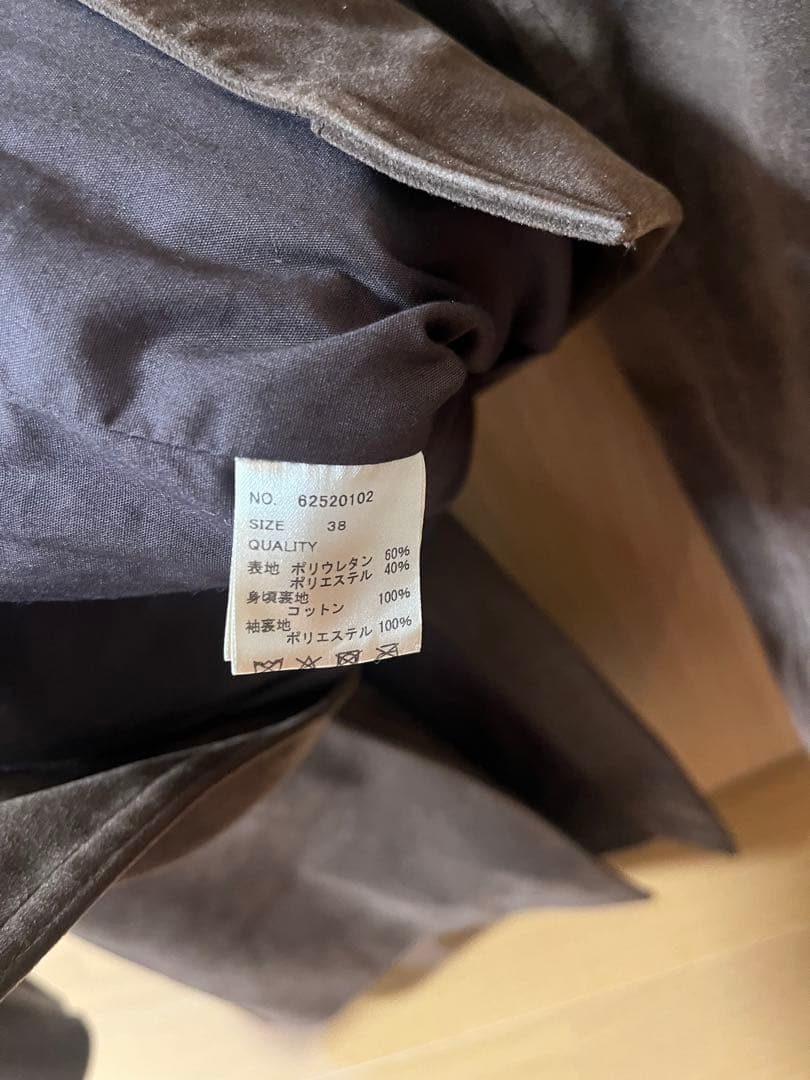 NO. 62520102
SIZE 38
QUALITY
表地 ポリウレタン 60%
ポリエステル 40%
身頃裏地 100%
コットン
袖裏地
ポリエステル 100%